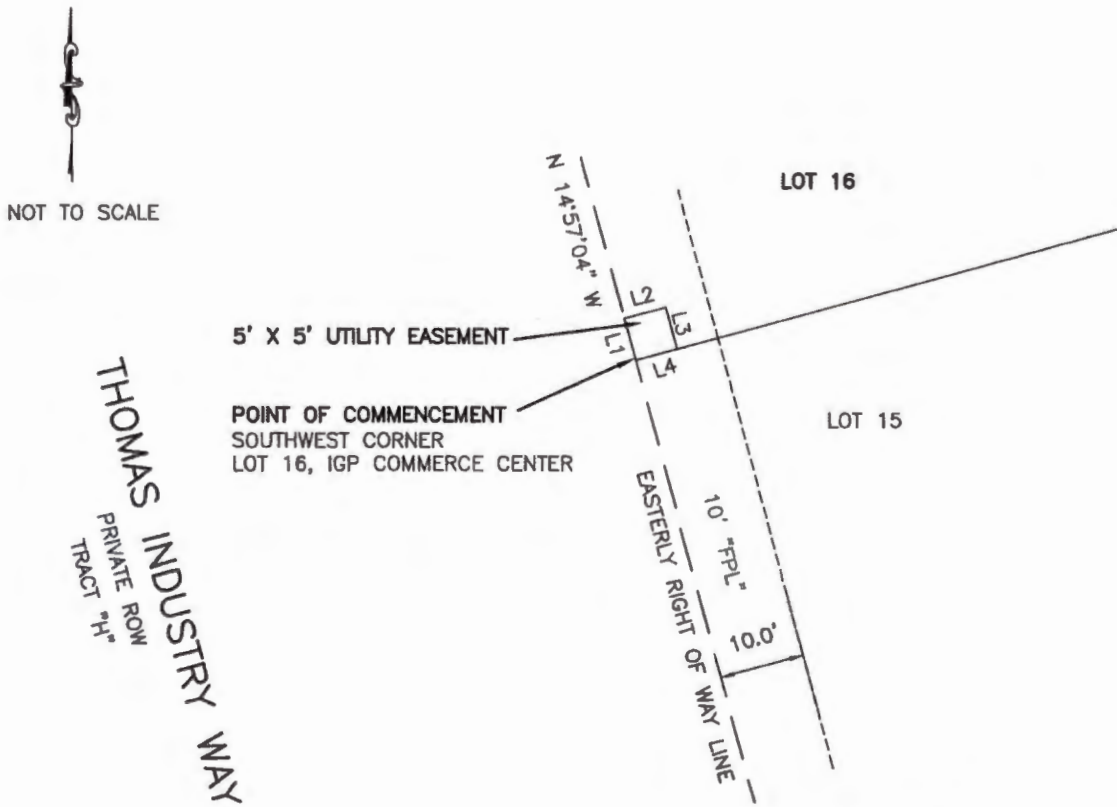 NOT TO SCALE
N 14°57'04" W
LOT 16
L2
L3
L1
L4
5' X 5' UTILITY EASEMENT
POINT OF COMMENCEMENT
SOUTHWEST CORNER
LOT 16, IGP COMMERCE CENTER
LOT 15
THOMAS INDUSTRY WAY
PRIVATE ROW
TRACT "H"
EASTERLY RIGHT OF WAY LINE
10' "FPL"
10.0'